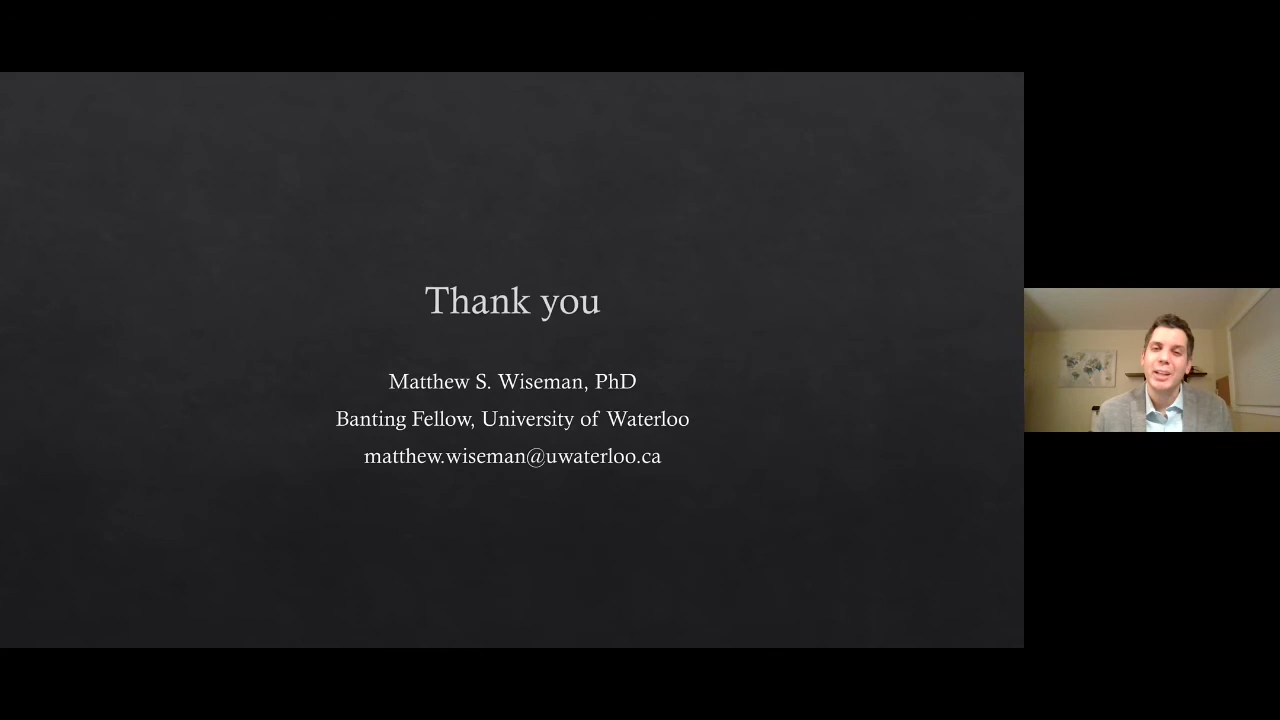 Thank you
Matthew S. Wiseman, PhD
Banting Fellow, University of Waterloo
matthew.wiseman@uwaterloo.ca